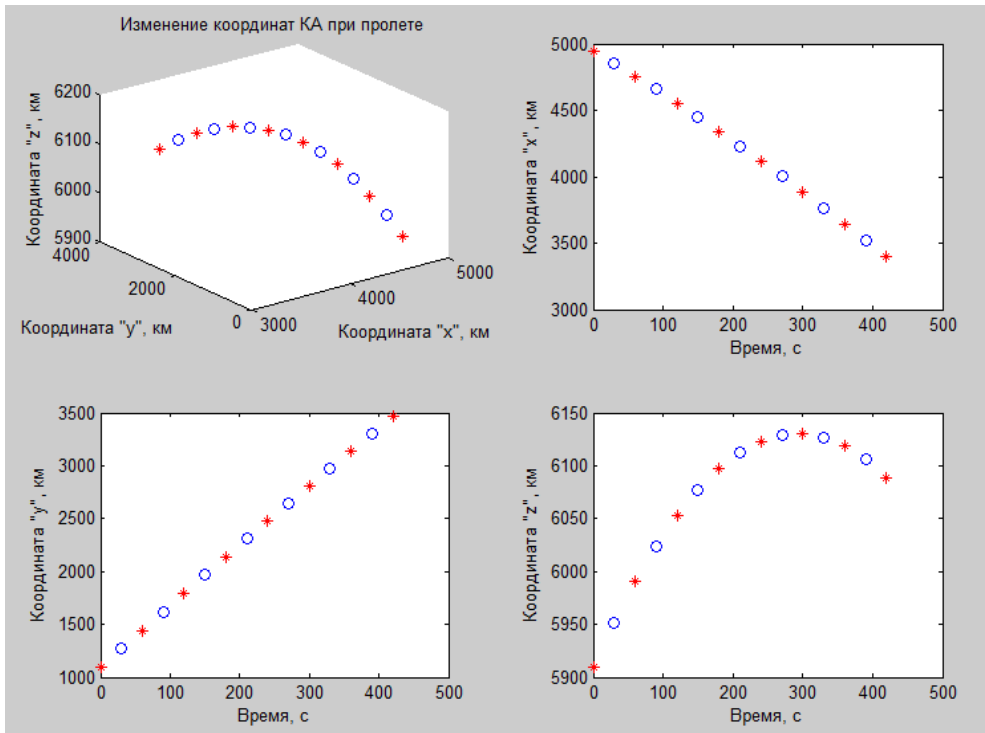 Изменение координат КА при пролете
6200
6100
6000
5900
Координата "z", км
4000
2000
0
Координата "y", км
3000
4000
5000
Координата "x", км
5000
4500
4000
3500
3000
Координата "x", км
0 100 200 300 400 500
Время, с
3500
3000
2500
2000
1500
1000
Координата "y", км
0 100 200 300 400 500
Время, с
6150
6100
6050
6000
5950
5900
Координата "z", км
0 100 200 300 400 500
Время, с